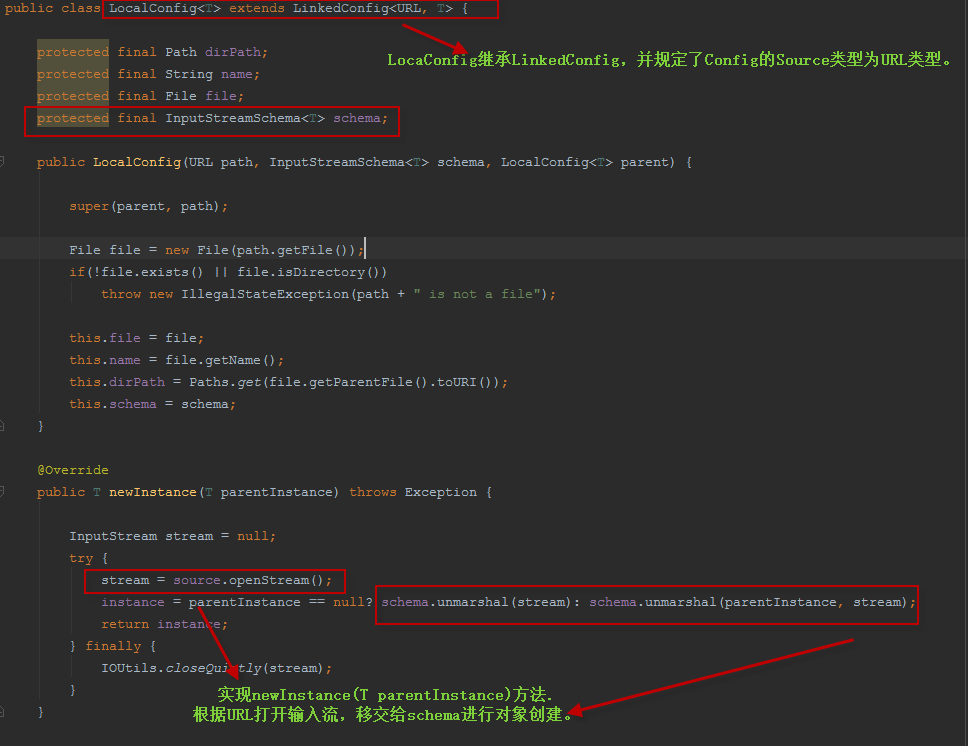 public class LocalConfig<T> extends LinkedConfig<URL, T> {
protected final Path dirPath;
LocaConfig继承LinkedConfig，并规定了Config的Source类型为URL类型。
protected final String name;
protected final File file;
protected final InputStreamSchema<T> schema;
public LocalConfig(URL path, InputStreamSchema<T> schema, LocalConfig<T> parent) {
super(parent, path);
File file = new File(path.getFile());
if(!file.exists() || file.isDirectory())
throw new IllegalStateException(path + " is not a file");
this.file = file;
this.name = file.getName();
this.dirPath = Paths.get(file.getParentFile().toURI());
this.schema = schema;
}
@Override
public T newInstance(T parentInstance) throws Exception {
InputStream stream = null;
try {
stream = source.openStream();
instance = parentInstance == null? schema.unmarshal(stream): schema.unmarshal(parentInstance, stream);
return instance;
} finally {
IOUtils.closeQuietly(stream);
}
实现newInstance(T parentInstance)方法.
根据URL打开输入流，移交给schema进行对象创建。
}